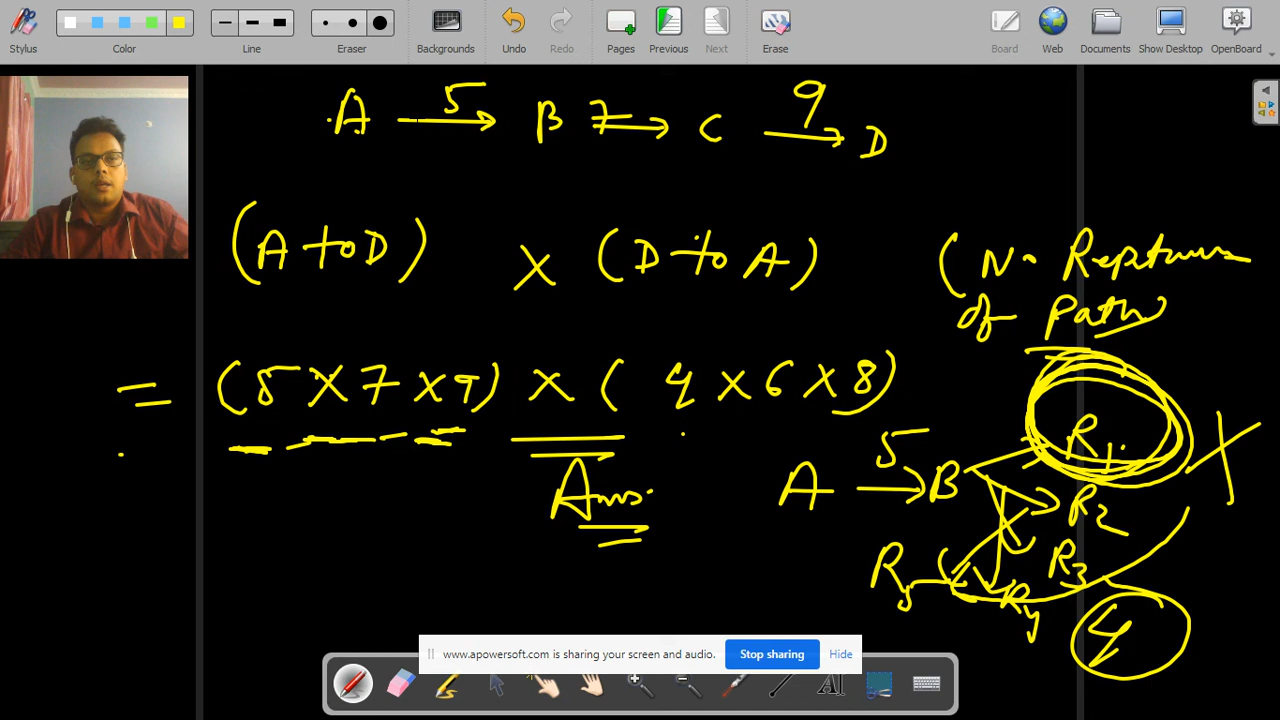 Stylus
Color
Line
Eraser
Backgrounds
Undo
Redo
Pages
Previous
Next
Erase
Board
Web
Documents
Show Desktop
OpenBoard
A 5 → B 7 → C 9 → D
(A to D) X (D to A)
(No
of Path)
= (5 X 7 X 9) X (4 X 6 X 8)
Ans.
A 5 → B
R1 X
R2
R3
R4
4
www.apowersoft.com is sharing your screen and audio.
Stop sharing
Hide